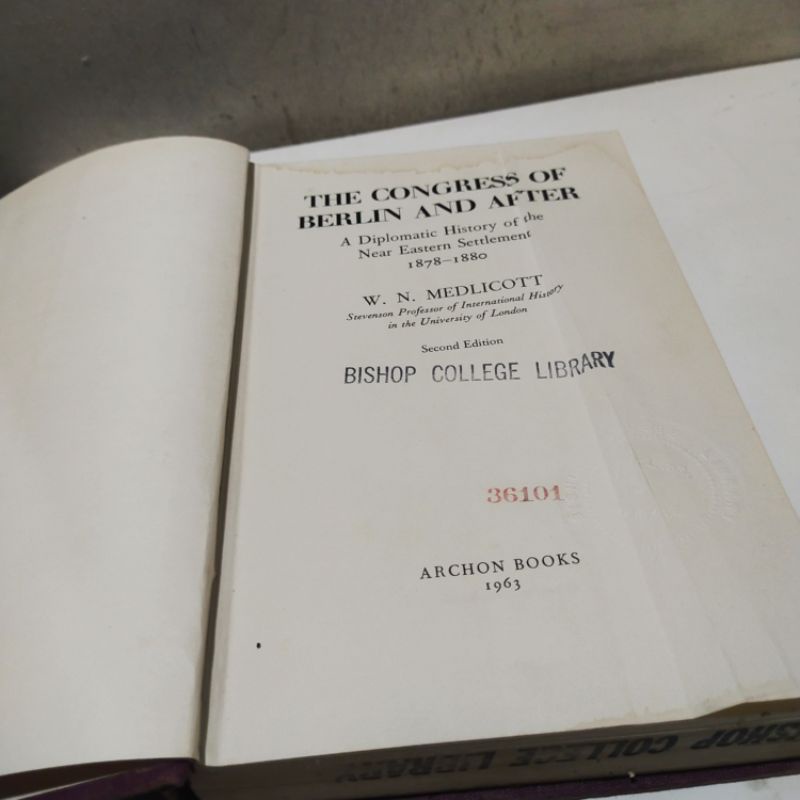 THE CONGRESS OF
BERLIN AND AFTER
A Diplomatic History of the
Near Eastern Settlement
1878–1880
W. N. MEDLICOTT
Stevenson Professor of International History
in the University of London
Second Edition
BISHOP COLLEGE LIBRARY
36101
ARCHON BOOKS
1963
BISHOP COLLEGE LIBRARY